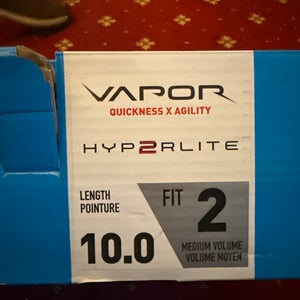 VAPOR
QUICKNESS X AGILITY
HYP2RLITE
LENGTH
POINTURE
10.0
FIT 2
MEDIUM VOLUME
VOLUME MOYEN